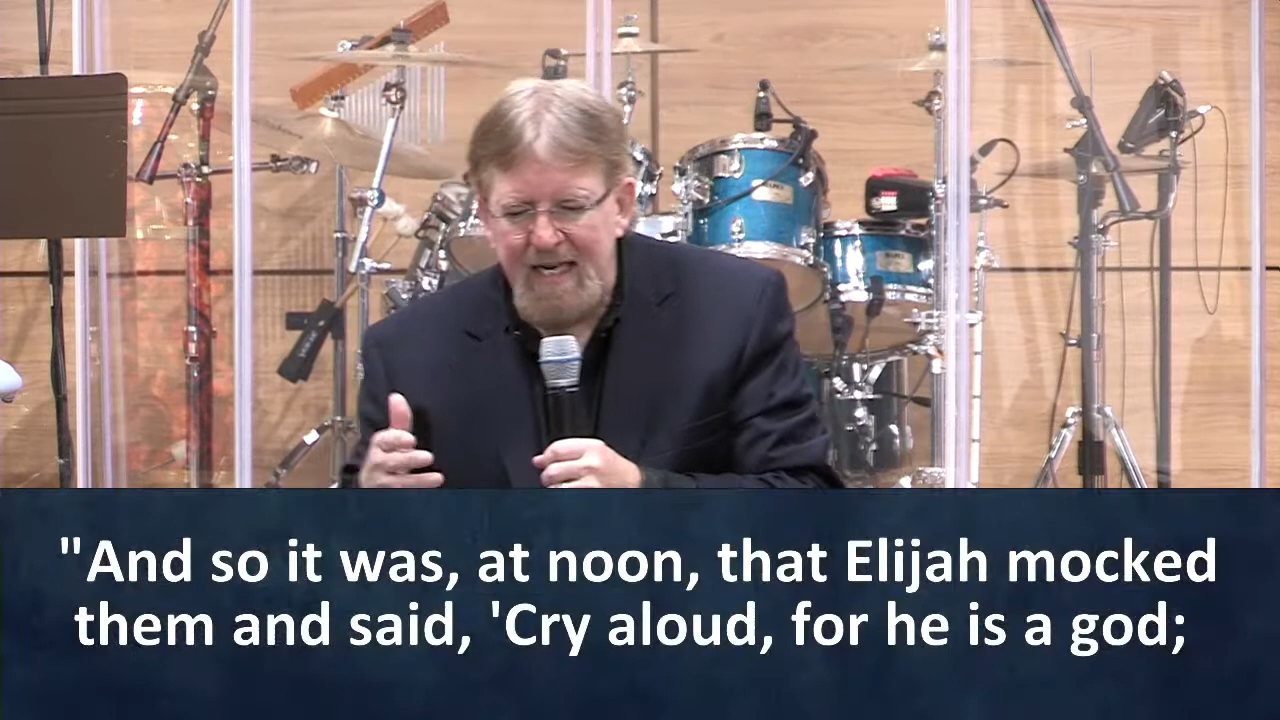 "And so it was, at noon, that Elijah mocked
them and said, 'Cry aloud, for he is a god;